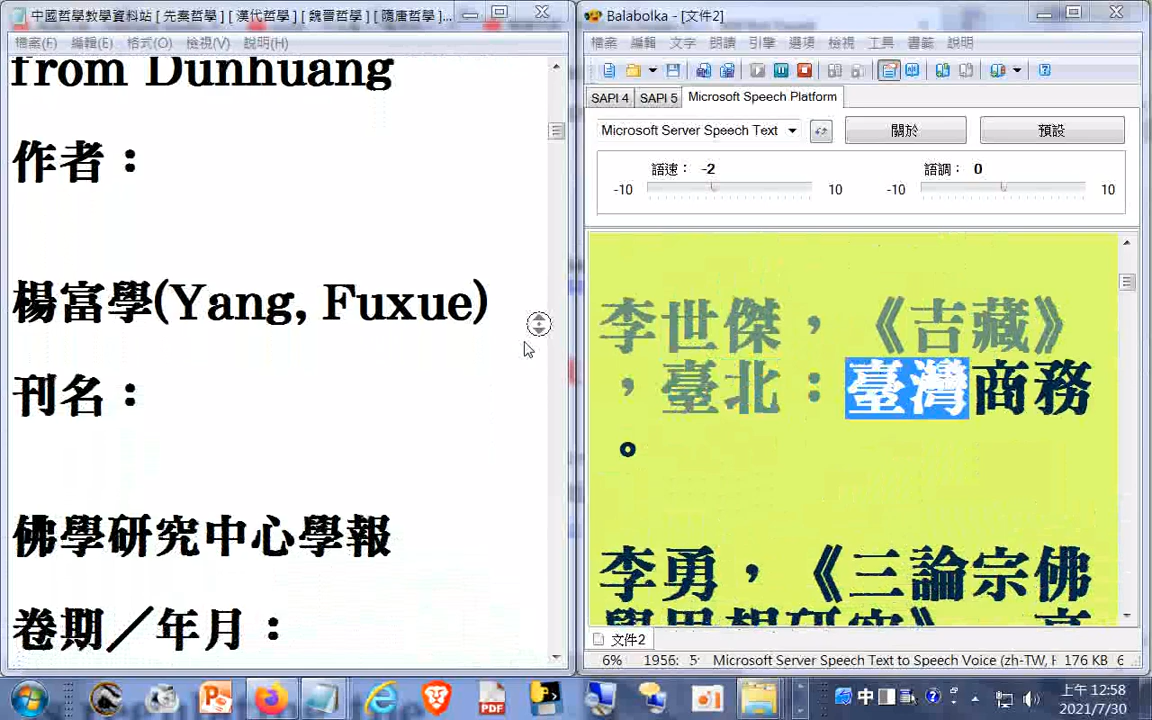 中國哲學教學資料站 [ 先秦哲學 ] [ 漢代哲學 ] [ 魏晉哲學 ] [ 隋唐哲學 ]...
檔案(F) 編輯(E) 格式(O) 檢視(V) 說明(H)
from Dunhuang
作者：
楊富學(Yang, Fuxue)
刊名：
佛學研究中心學報
卷期／年月：
Balabolka - [文件2]
檔案 編輯 文字 朗讀 引擎 選項 檢視 工具 書籤 說明
SAPI 4 SAPI 5 Microsoft Speech Platform
Microsoft Server Speech Text 關於 預設
語速： -2 語調： 0
-10 10 -10 10
李世傑，《吉藏》
，臺北：臺灣商務
。
李勇，《三論宗佛
學思想研究》
文件2
6% 1956: 5 Microsoft Server Speech Text to Speech Voice (zh-TW, H 176 KB 6
PDF
中
上午 12:58
2021/7/30